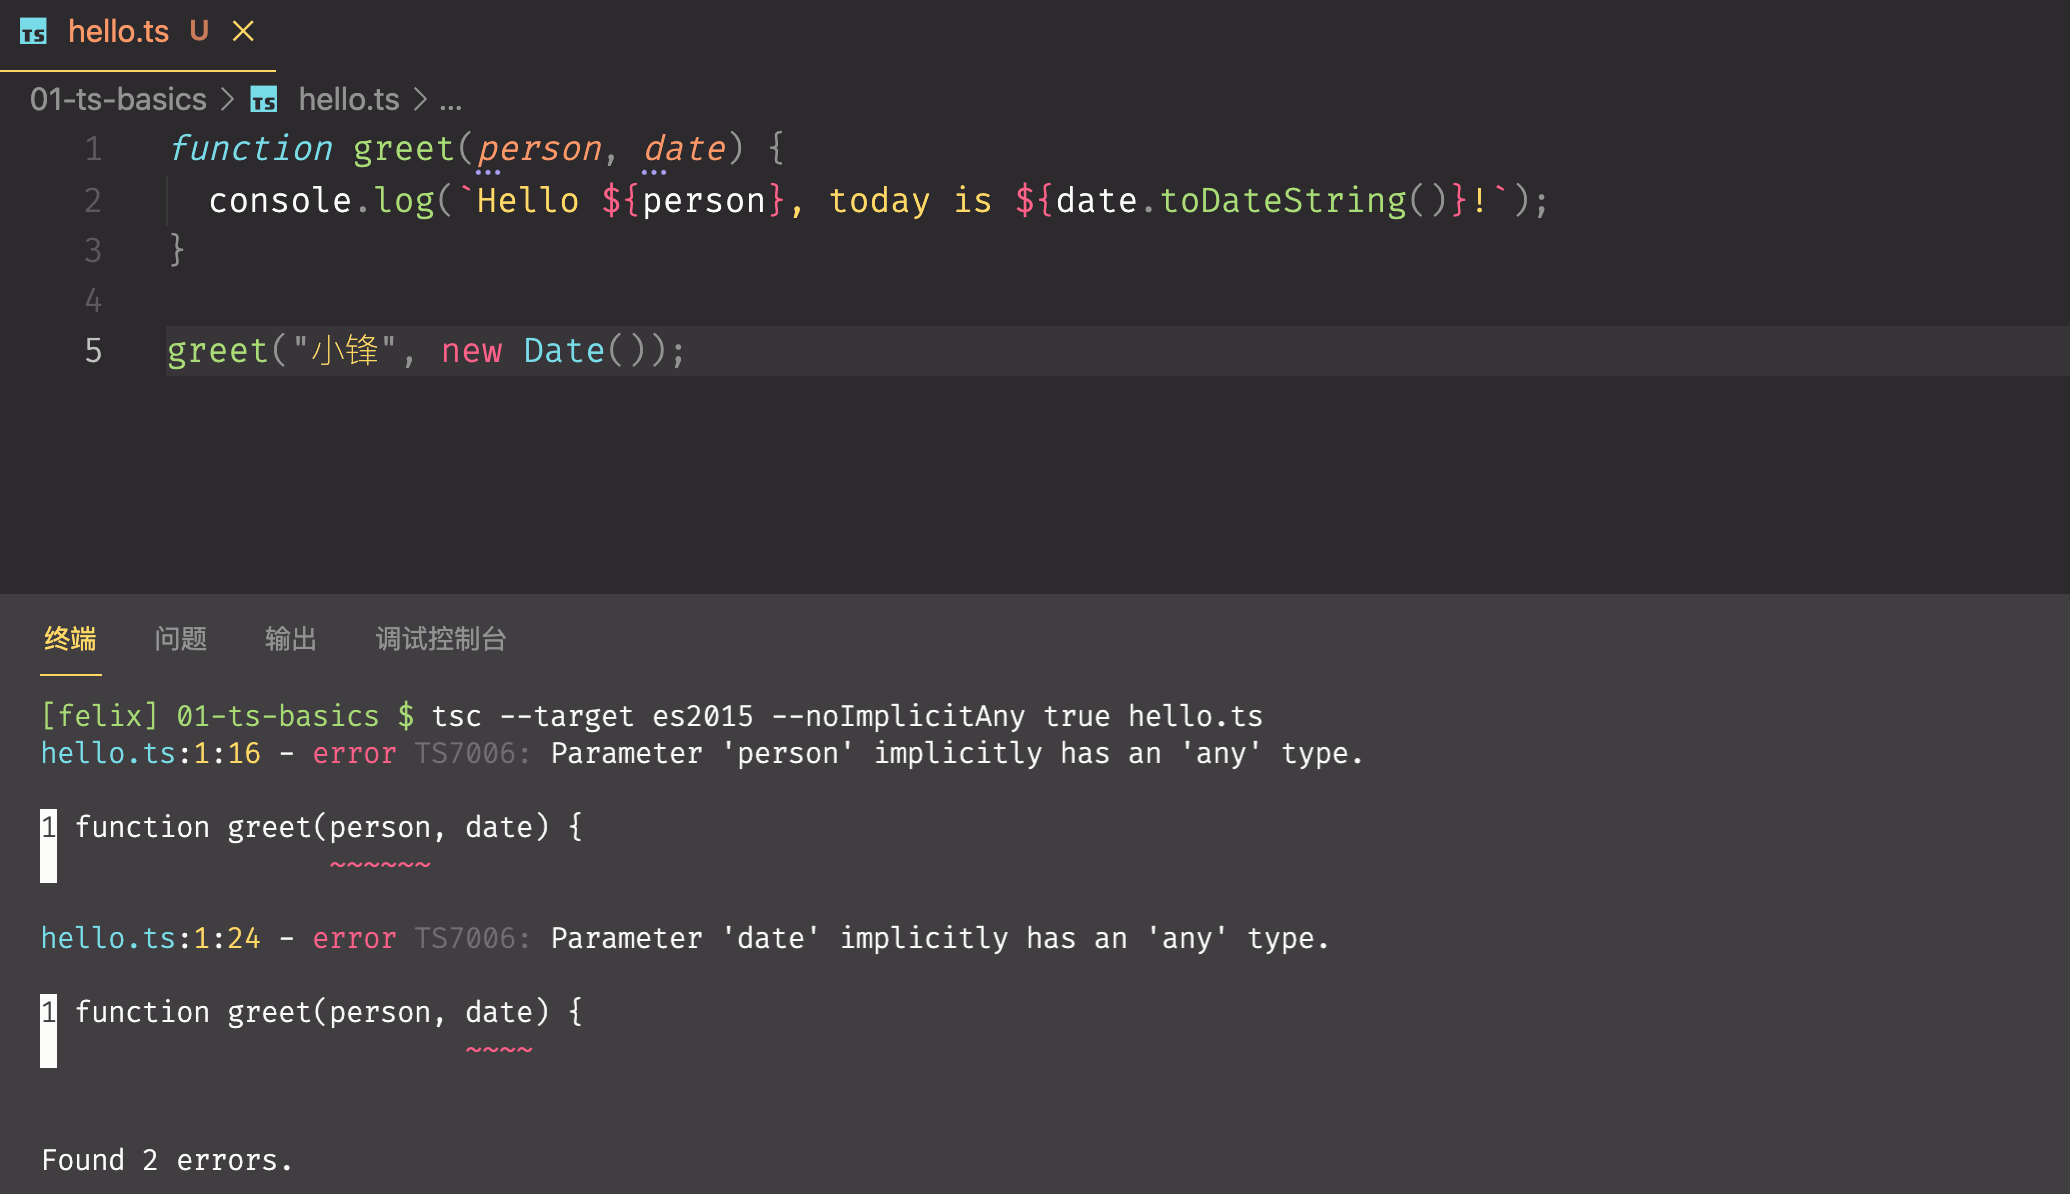 TS hello.ts U
01-ts-basics > TS hello.ts > ...
1 function greet(person, date) {
2 console.log(`Hello ${person}, today is ${date.toDateString()}!`);
3 }
4
5 greet("小锋", new Date());
终端 问题 输出 调试控制台
[felix] 01-ts-basics $ tsc --target es2015 --noImplicitAny true hello.ts
hello.ts:1:16 - error TS7006: Parameter 'person' implicitly has an 'any' type.
1 function greet(person, date) {
~~~~~~
hello.ts:1:24 - error TS7006: Parameter 'date' implicitly has an 'any' type.
1 function greet(person, date) {
~~~~
Found 2 errors.